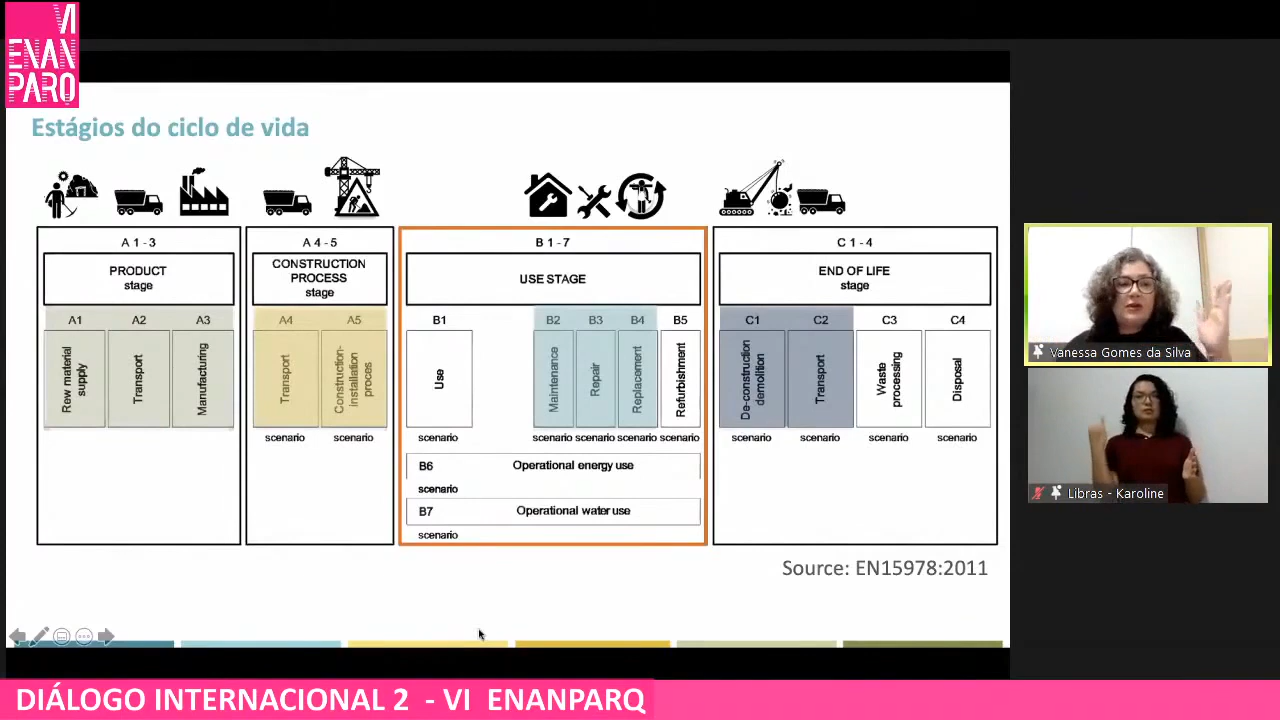 VI
ENAN
PARQ
Estágios do ciclo de vida
A 1 - 3
PRODUCT
stage
A1
A2
A3
Rew material
supply
Transport
Manufacturing
A 4 - 5
CONSTRUCTION
PROCESS
stage
A4
A5
Transport
Construction-
installation
proces
scenario
scenario
B 1 - 7
USE STAGE
B1
B2
B3
B4
B5
Use
Maintenance
Repair
Replacement
Refurbishment
scenario
scenario
scenario
scenario
scenario
B6
Operational energy use
scenario
B7
Operational water use
scenario
C 1 - 4
END OF LIFE
stage
C1
C2
C3
C4
De-construction
demolition
Transport
Waste
processing
Disposal
scenario
scenario
scenario
scenario
Source: EN15978:2011
Vanessa Gomes da Silva
Libras - Karoline
DIÁLOGO INTERNACIONAL 2 - VI ENANPARQ